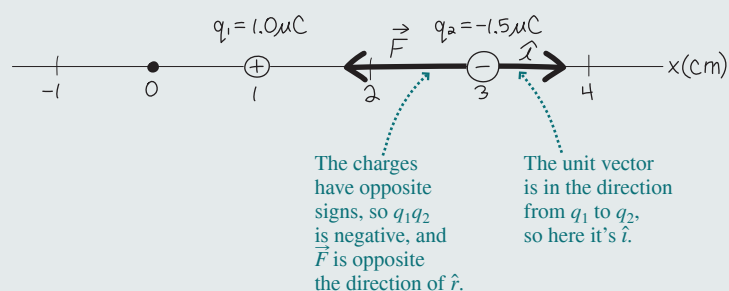 q₁ = 1.0μC
q₂ = -1.5μC
F⃗
î
x(cm)
-1 0 1 2 3 4
+
−
The charges
have opposite
signs, so q₁q₂
is negative, and
F⃗ is opposite
the direction of r̂.
The unit vector
is in the direction
from q₁ to q₂,
so here it's î.